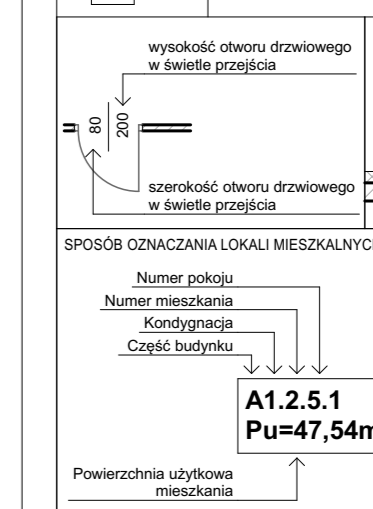 wysokość otworu drzwiowego
w świetle przejścia
80
200
szerokość otworu drzwiowego
w świetle przejścia
SPOSÓB OZNACZANIA LOKALI
Numer pokoju
Numer mieszkania
Kondygnacja
Część budynku
A1.2.5.1
Pu=47,54m
Powierzchnia użytkowa
mieszkania